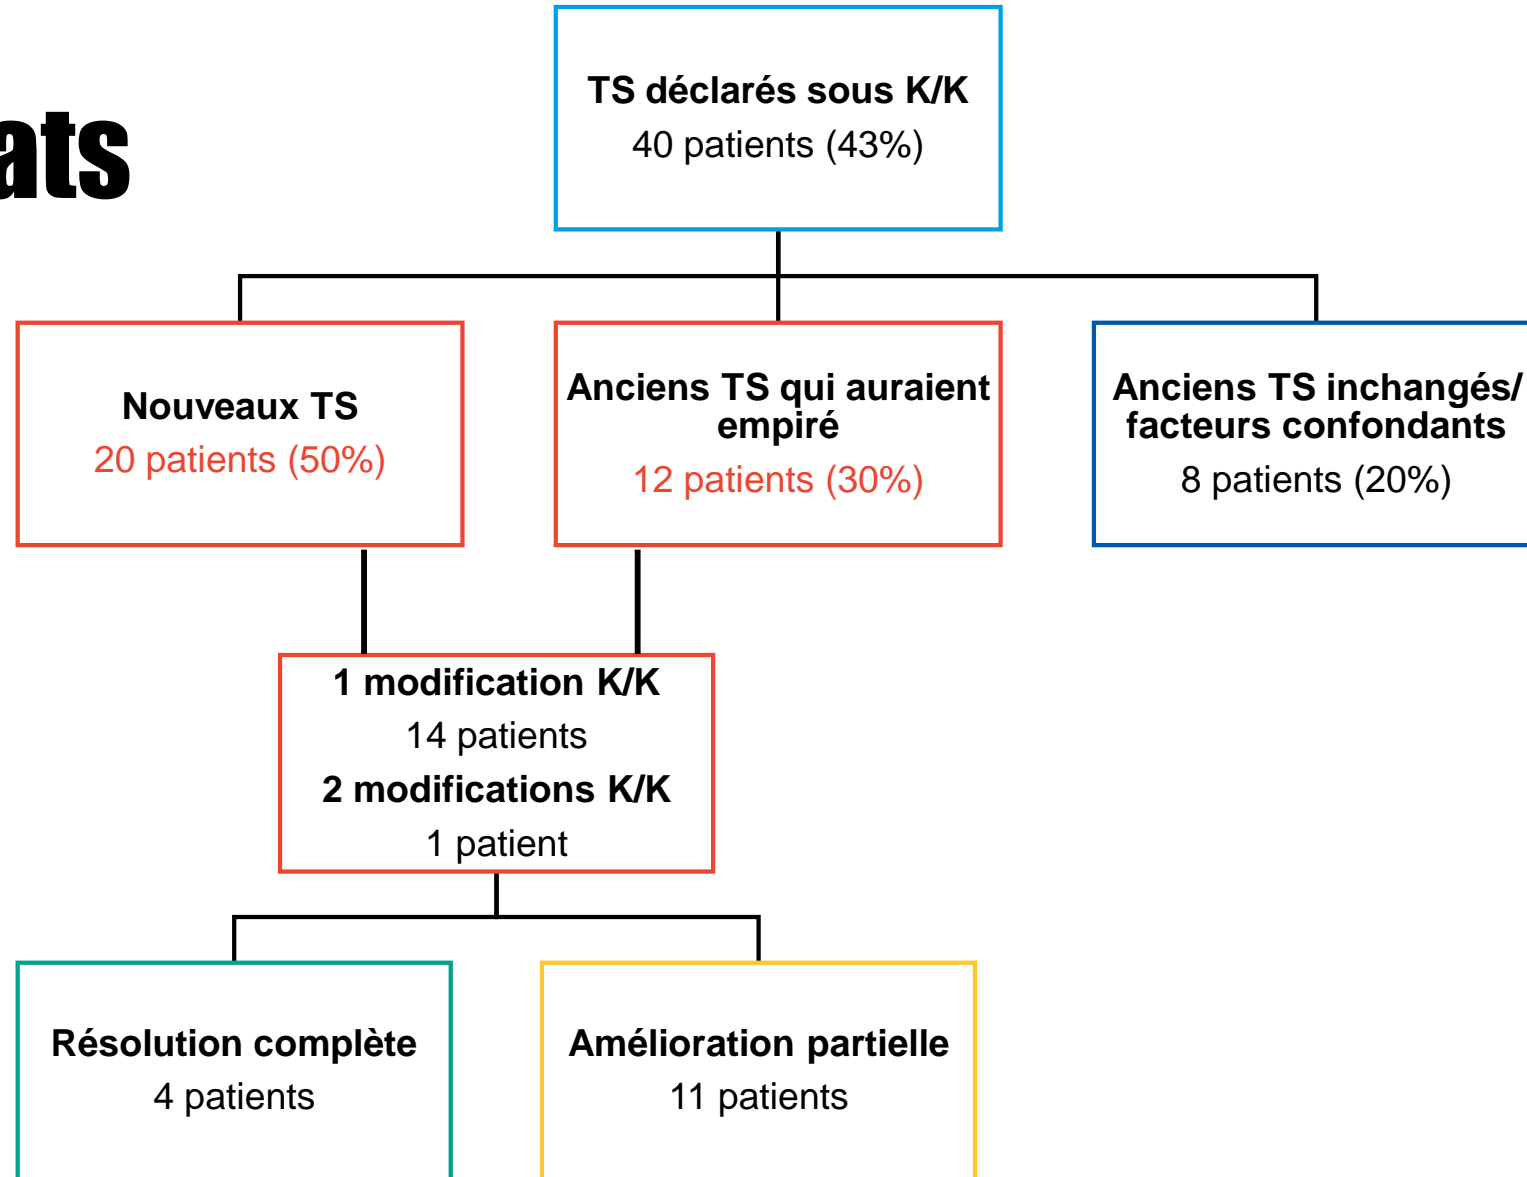 ats
TS déclarés sous K/K
40 patients (43%)
Nouveaux TS
20 patients (50%)
Anciens TS qui auraient
empiré
12 patients (30%)
Anciens TS inchangés/
facteurs confondants
8 patients (20%)
1 modification K/K
14 patients
2 modifications K/K
1 patient
Résolution complète
4 patients
Amélioration partielle
11 patients